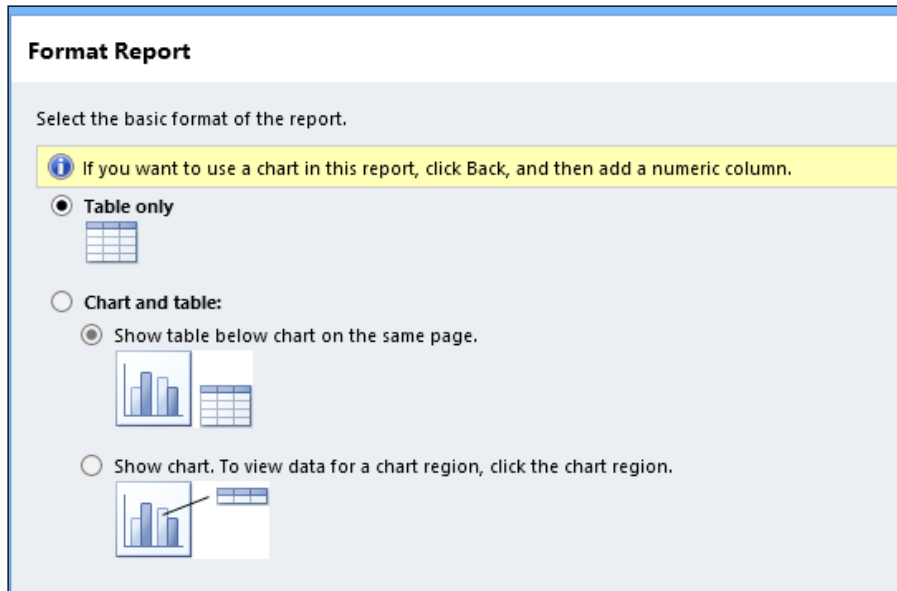 Format Report
Select the basic format of the report.
If you want to use a chart in this report, click Back, and then add a numeric column.
Table only
Chart and table:
Show table below chart on the same page.
Show chart. To view data for a chart region, click the chart region.